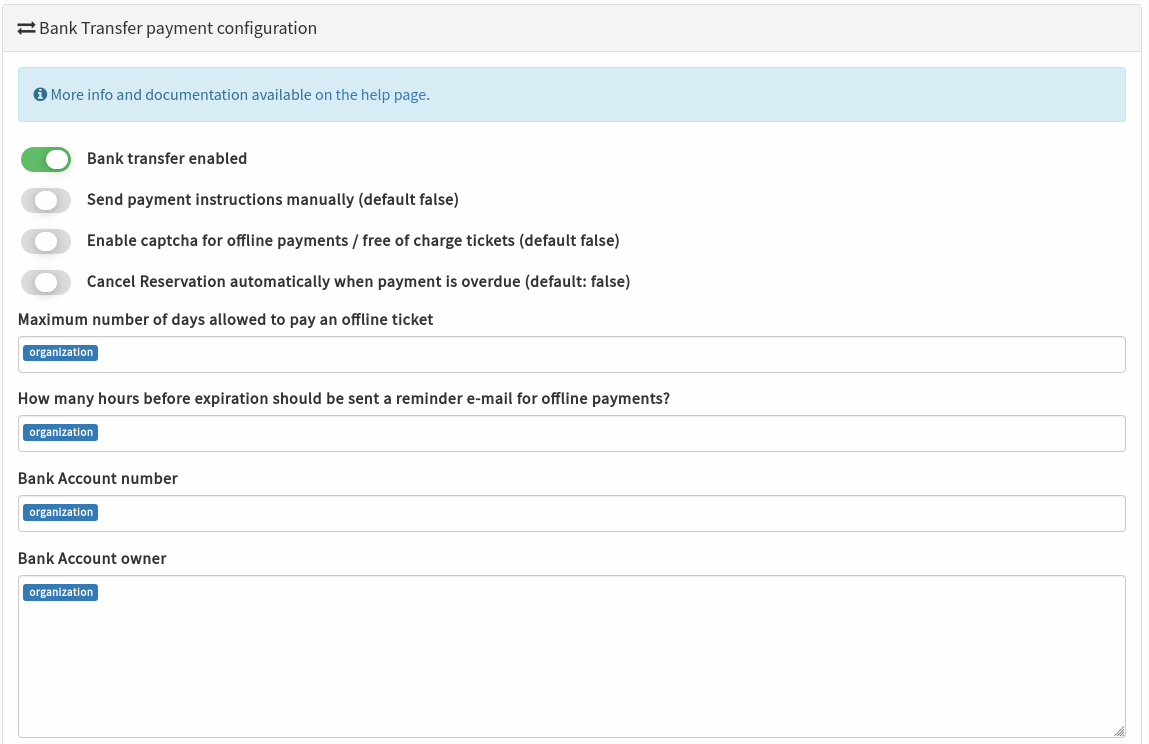 Bank Transfer payment configuration
More info and documentation available on the help page.
Bank transfer enabled
Send payment instructions manually (default false)
Enable captcha for offline payments / free of charge tickets (default false)
Cancel Reservation automatically when payment is overdue (default: false)
Maximum number of days allowed to pay an offline ticket
organization
How many hours before expiration should be sent a reminder e-mail for offline payments?
organization
Bank Account number
organization
Bank Account owner
organization